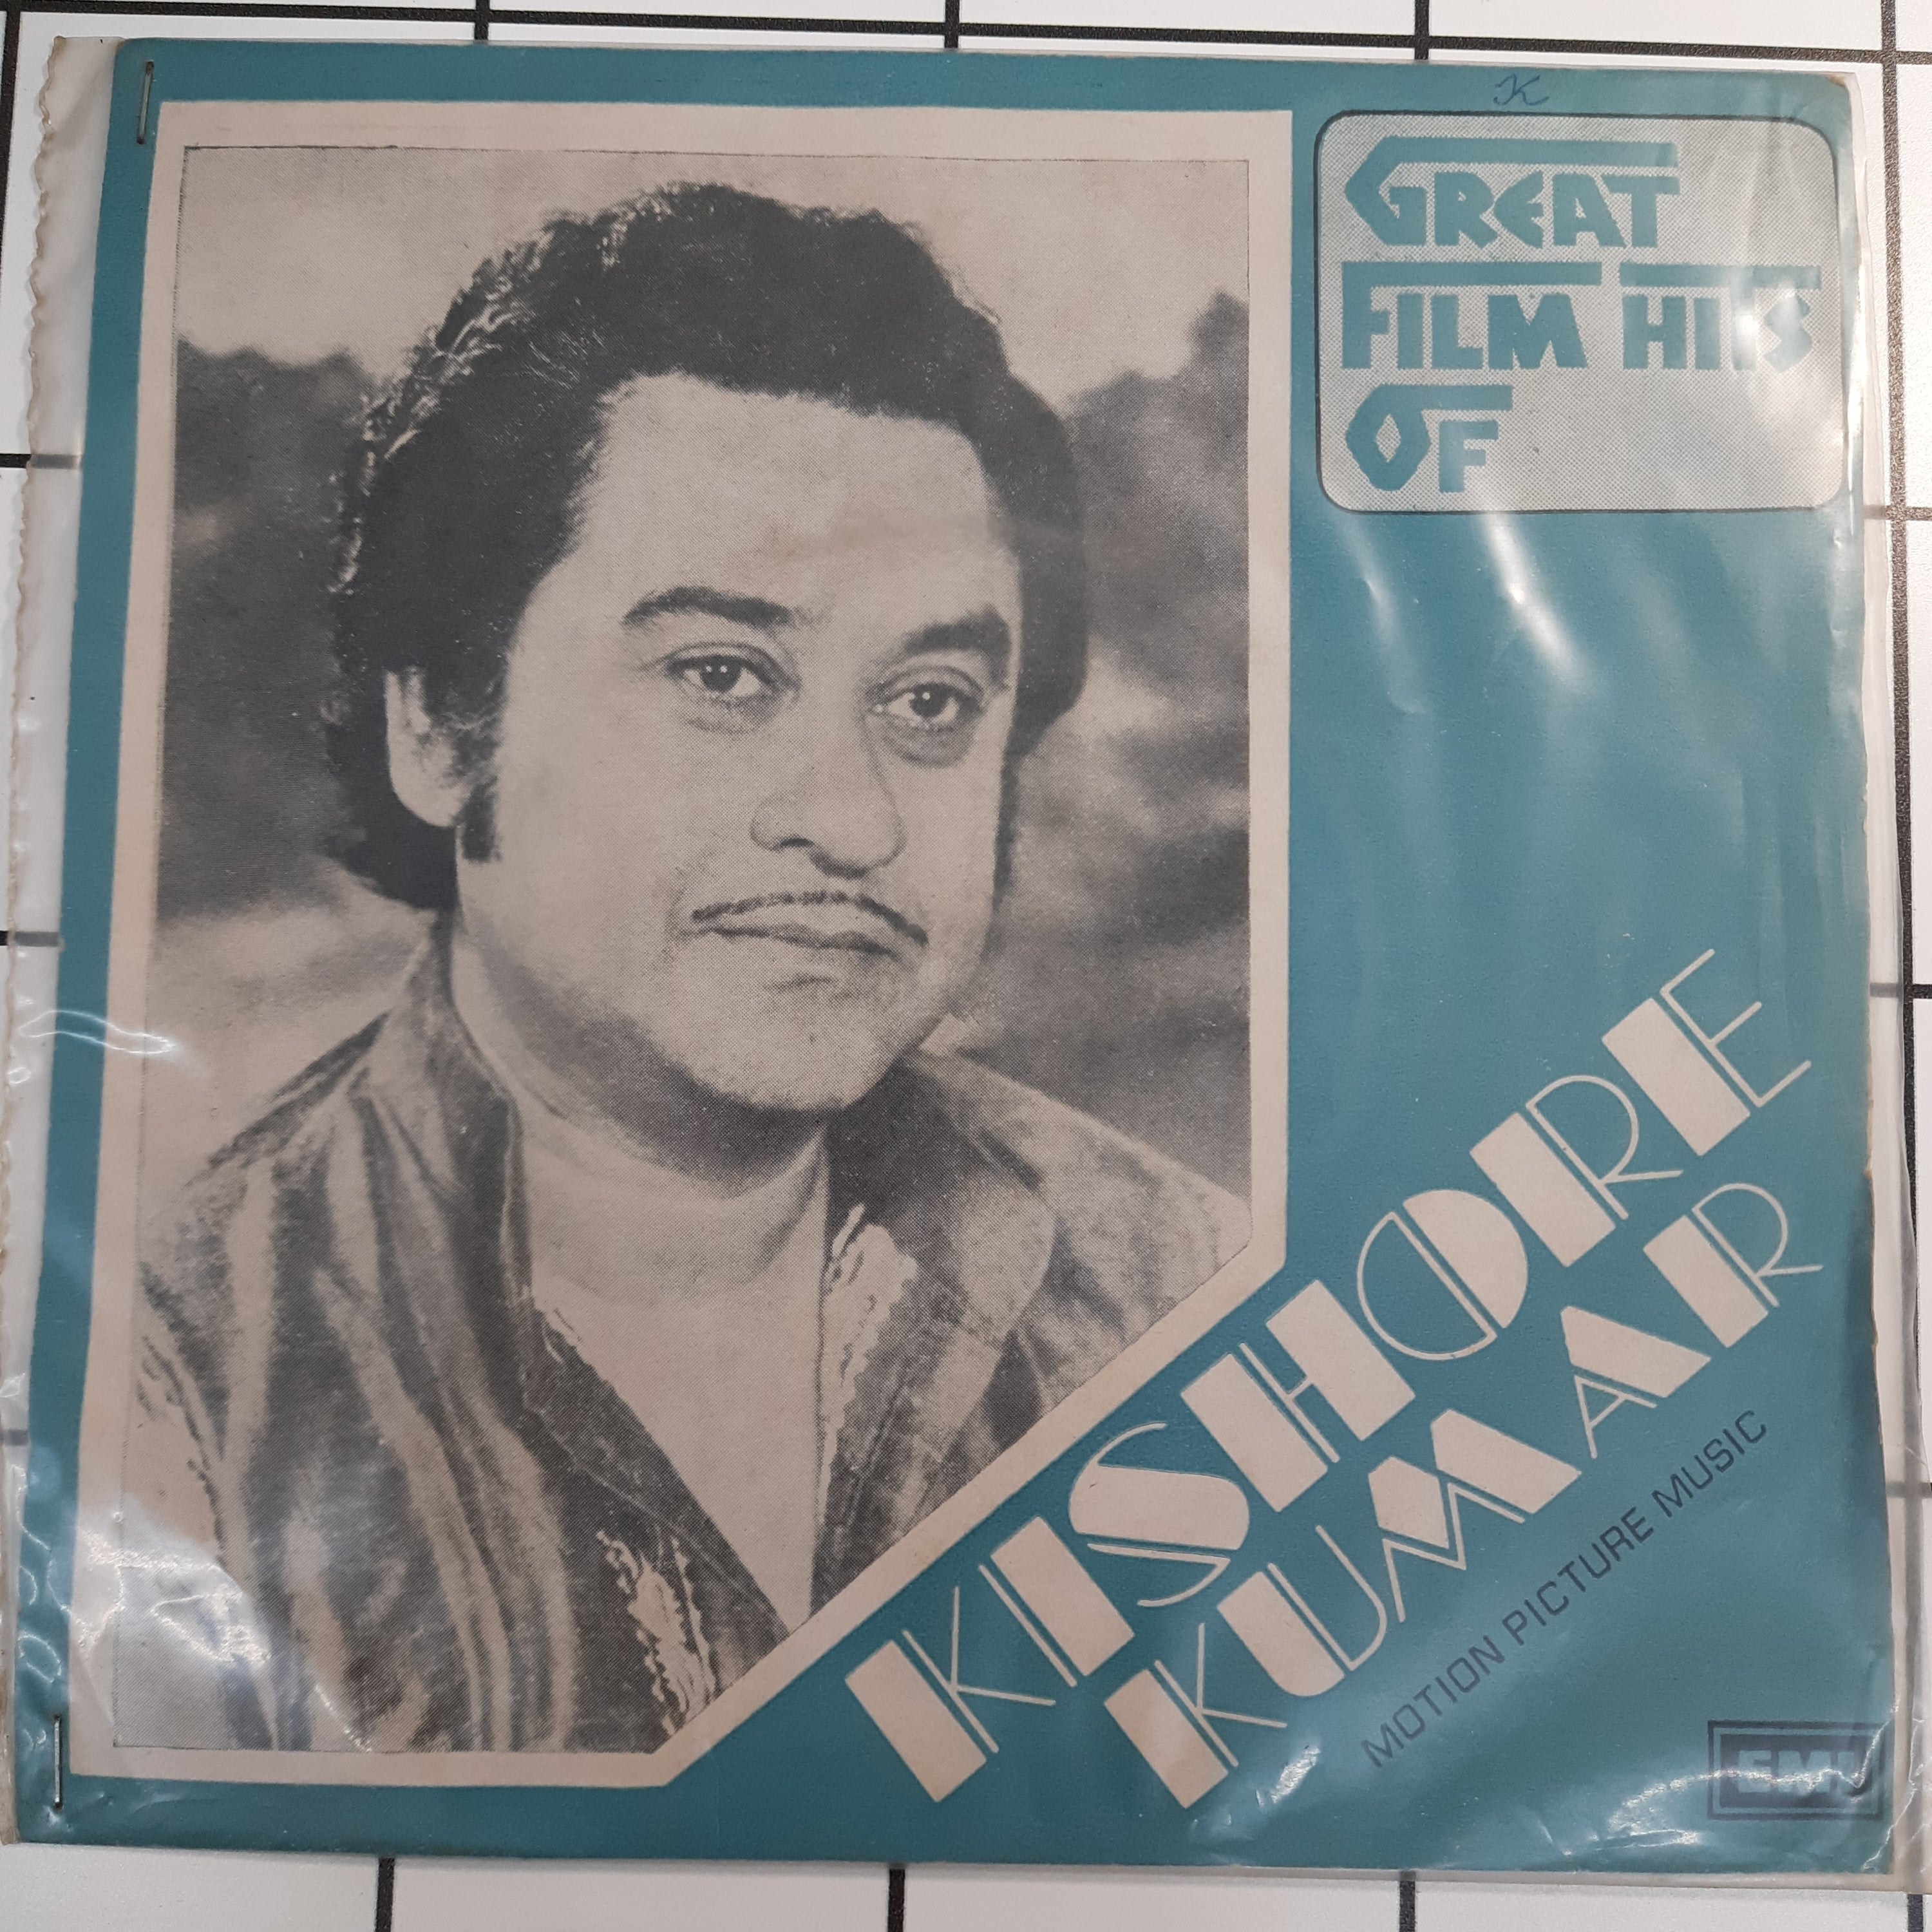 K
GREAT
FILM HITS
OF
KISHORE
KUMAR
MOTION PICTURE MUSIC
EMI